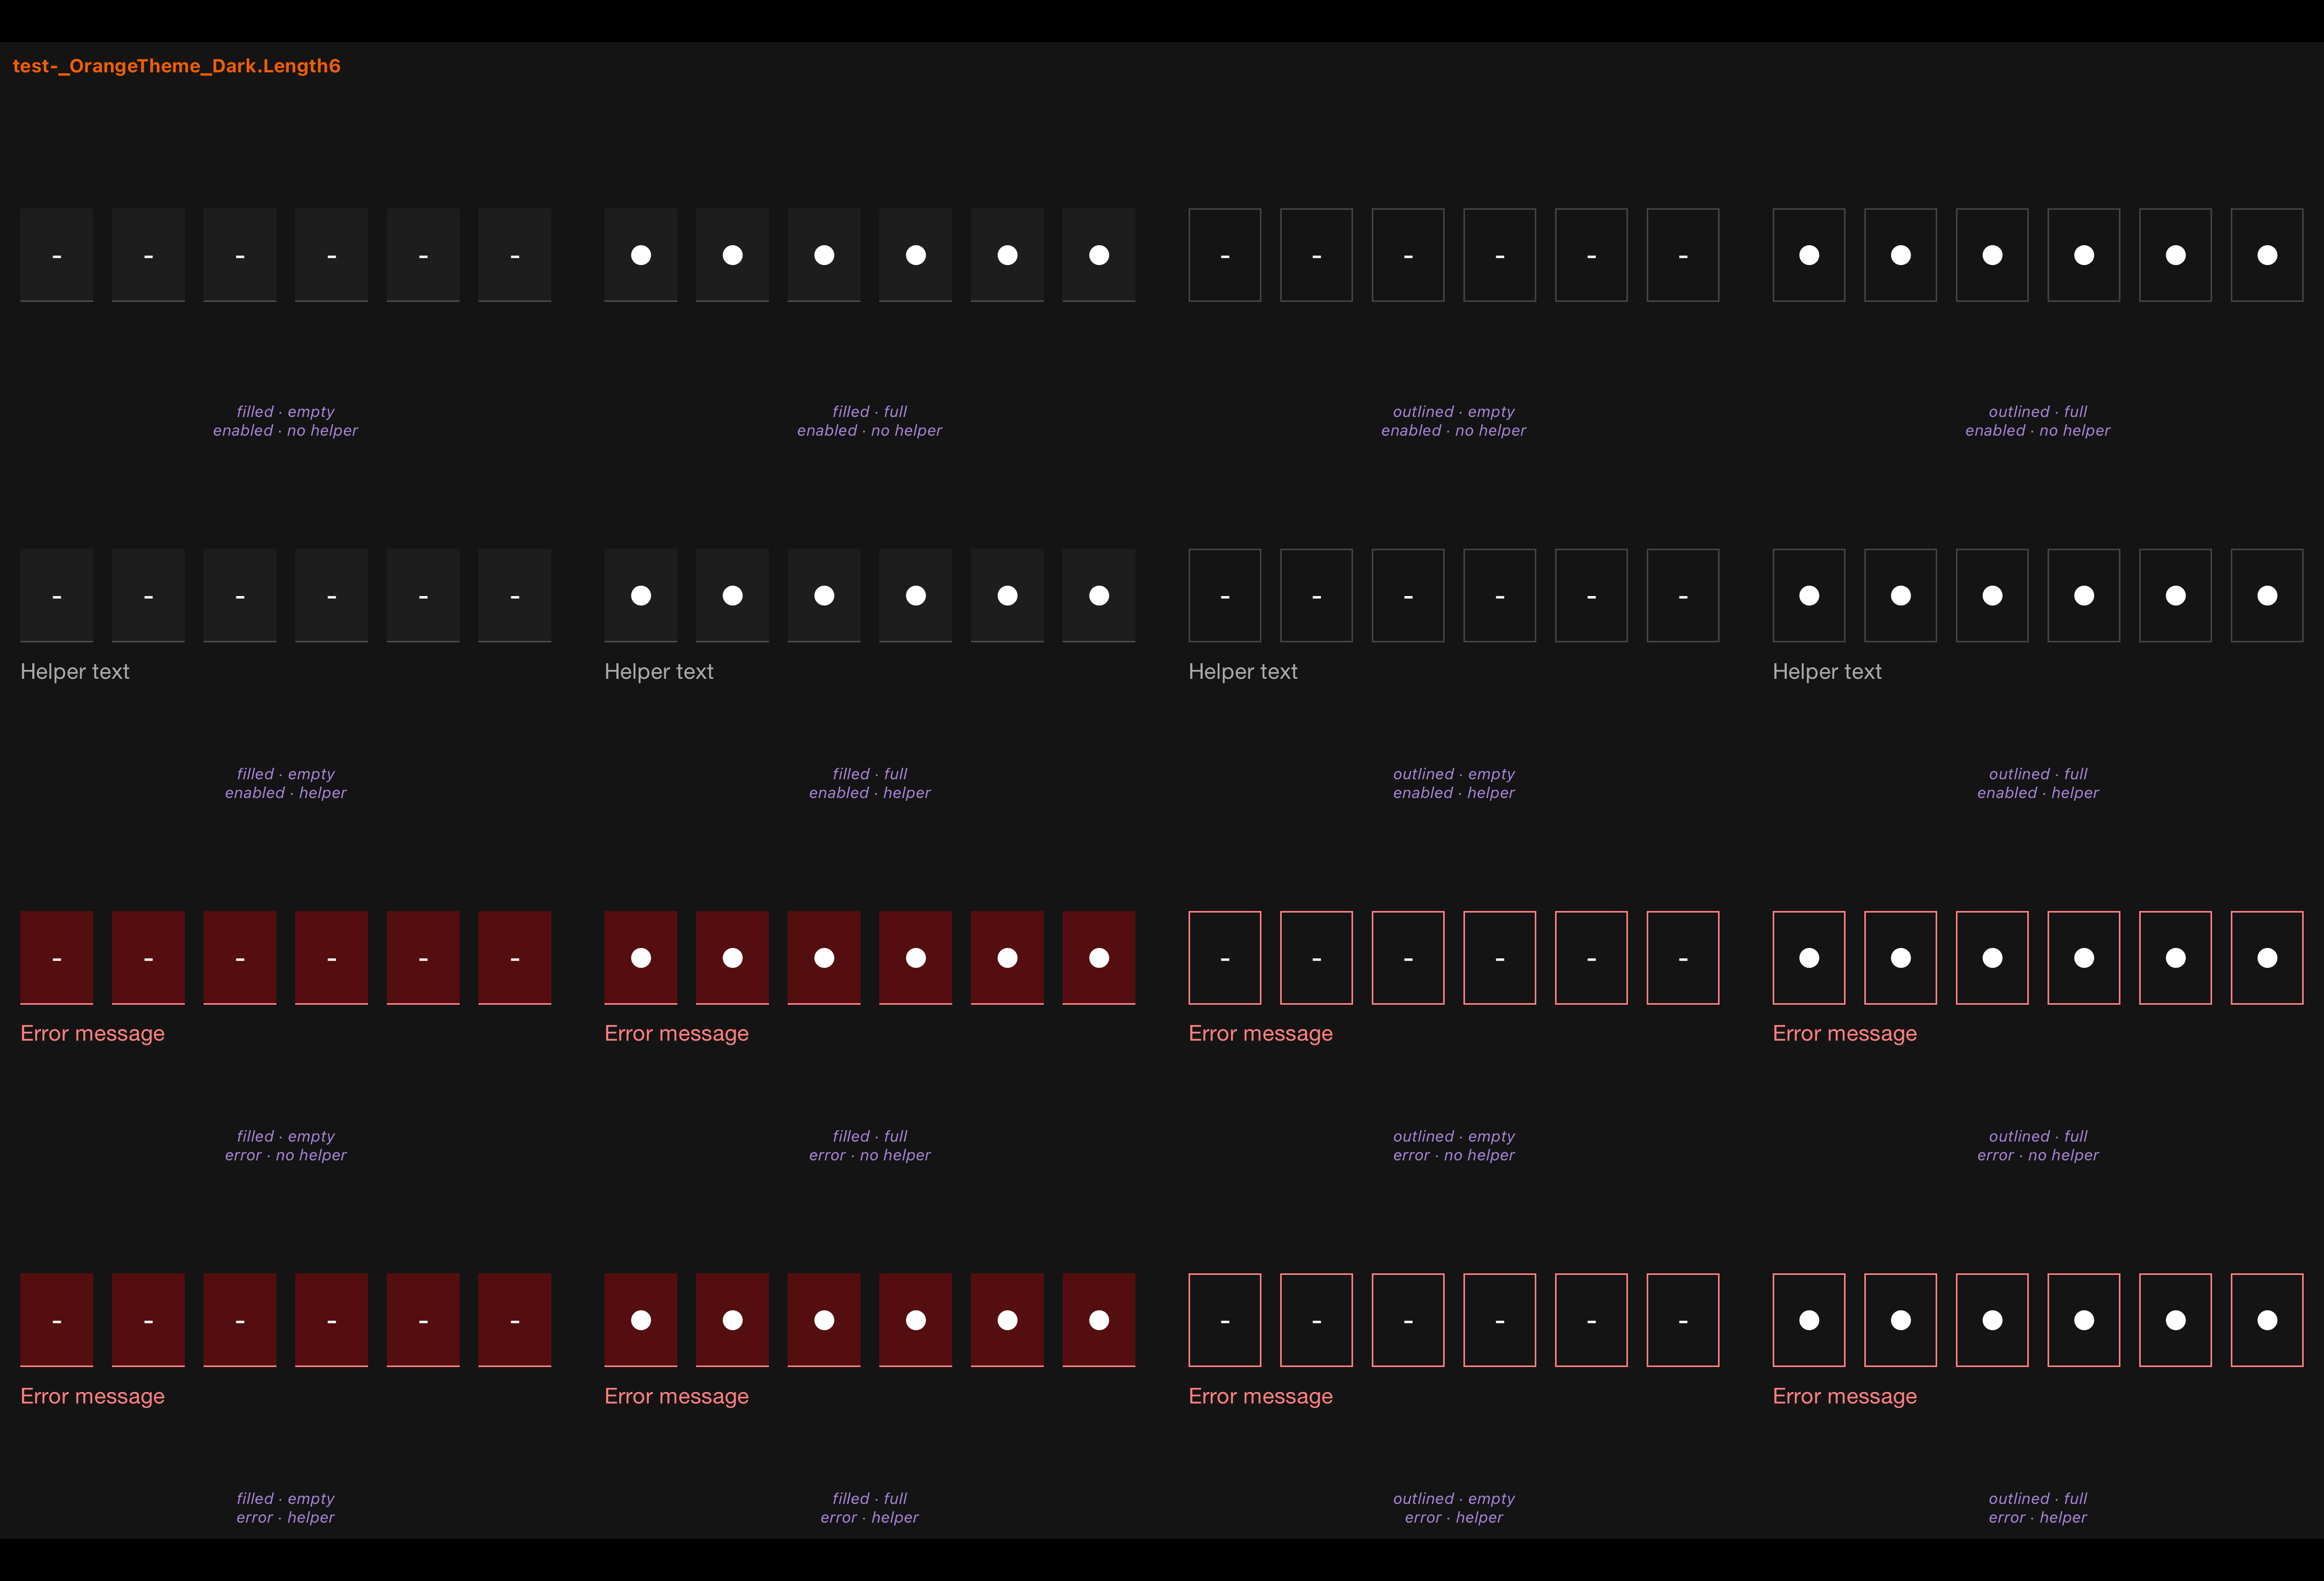 test-_OrangeTheme_Dark.Length6
- - - - - - ● ● ● ● ● ● - - - - - - ● ● ● ● ● ●
filled · empty filled · full outlined · empty outlined · full
enabled · no helper enabled · no helper enabled · no helper enabled · no helper
- - - - - - ● ● ● ● ● ● - - - - - - ● ● ● ● ● ●
Helper text Helper text Helper text Helper text
filled · empty filled · full outlined · empty outlined · full
enabled · helper enabled · helper enabled · helper enabled · helper
- - - - - - ● ● ● ● ● ● - - - - - - ● ● ● ● ● ●
Error message Error message Error message Error message
filled · empty filled · full outlined · empty outlined · full
error · no helper error · no helper error · no helper error · no helper
- - - - - - ● ● ● ● ● ● - - - - - - ● ● ● ● ● ●
Error message Error message Error message Error message
filled · empty filled · full outlined · empty outlined · full
error · helper error · helper error · helper error · helper